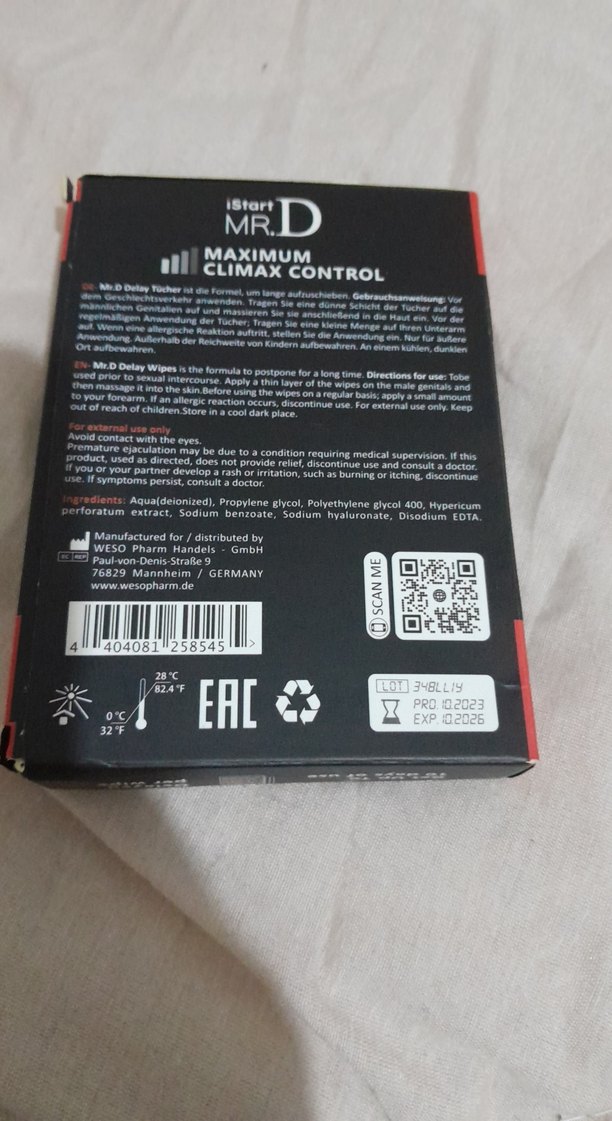 iStart
MR.D
MAXIMUM
CLIMAX CONTROL
DE- Mr.D Delay Tücher ist die Formel, um lange aufzuschieben. Gebrauchsanweisung: Vor
dem Geschlechtsverkehr anwenden. Tragen Sie eine dünne Schicht der Tücher auf die
männlichen Genitalien auf und massieren Sie sie anschließend in die Haut ein. Vor der
regelmäßigen Anwendung der Tücher; Tragen Sie eine kleine Menge auf Ihren Unterarm
auf. Wenn eine allergische Reaktion auftritt, stellen Sie die Anwendung ein. Nur für äußere
Anwendung. Außerhalb der Reichweite von Kindern aufbewahren. An einem kühlen, dunklen
Ort aufbewahren.
EN- Mr.D Delay Wipes is the formula to postpone for a long time. Directions for use: Tobe
used prior to sexual intercourse. Apply a thin layer of the wipes on the male genitals and
then massage it into the skin.Before using the wipes on a regular basis; apply a small amount
to your forearm. If an allergic reaction occurs, discontinue use. For external use only. Keep
out of reach of children.Store in a cool dark place.
For external use only
Avoid contact with the eyes.
Premature ejaculation may be due to a condition requiring medical supervision. If this
product, used as directed, does not provide relief, discontinue use and consult a doctor.
If you or your partner develop a rash or irritation, such as burning or itching, discontinue
use. If symptoms persist, consult a doctor.
Ingredients: Aqua(deionized), Propylene glycol, Polyethylene glycol 400, Hypericum
perforatum extract, Sodium benzoate, Sodium hyaluronate, Disodium EDTA.
Manufactured for / distributed by
WESO Pharm Handels - GmbH
EC REP
Paul-von-Denis-Straße 9
76829 Mannheim / GERMANY
www.wesopharm.de
SCAN ME
4 404081 258545 >
28 °C
82.4 °F
0 °C
32 °F
EAC
LOT 348LL14
PRO. 10.2023
EXP. 10.2026